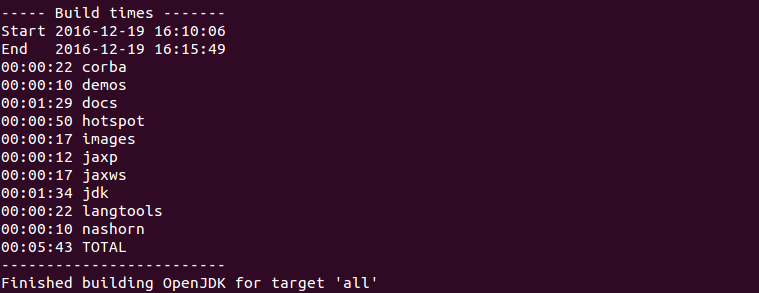 ----- Build times -------
Start 2016-12-19 16:10:06
End   2016-12-19 16:15:49
00:00:22 corba
00:00:10 demos
00:01:29 docs
00:00:50 hotspot
00:00:17 images
00:00:12 jaxp
00:00:17 jaxws
00:01:34 jdk
00:00:22 langtools
00:00:10 nashorn
00:05:43 TOTAL
-------------------------
Finished building OpenJDK for target 'all'